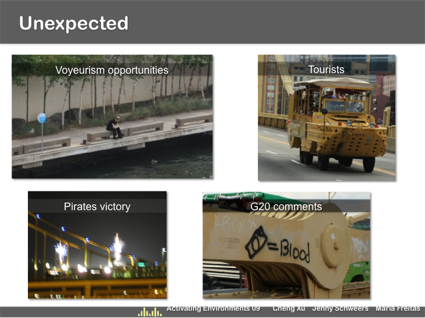 Unexpected
Voyeurism opportunities
Tourists
Pirates victory
G20 comments
=Blood
Activating Environments 09 Cheng Xu Jenny Schweers Maria Freitas